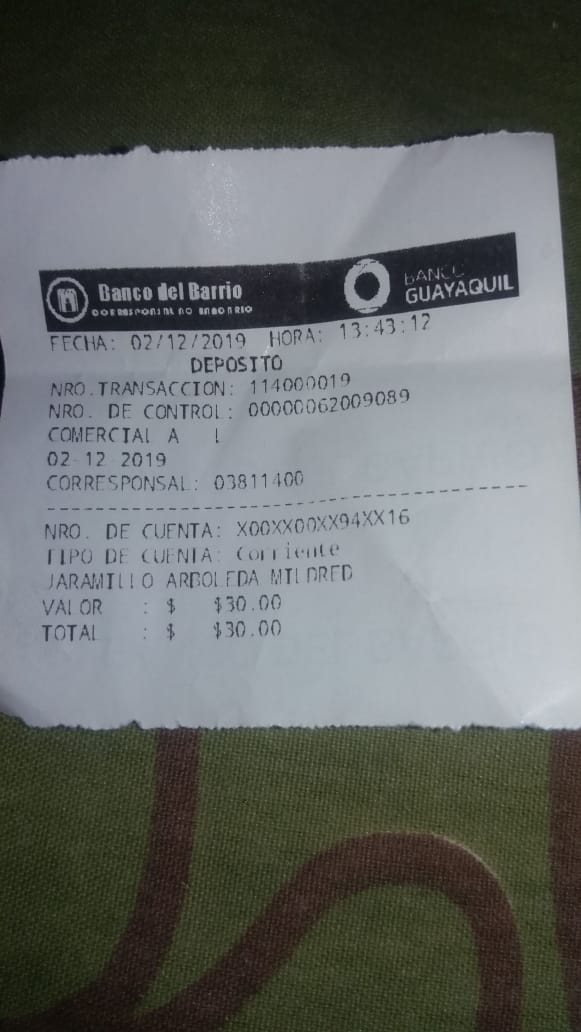 Banco del Barrio
CORRESPONSAL NO BANCARIO
BANCO
GUAYAQUIL
FECHA: 02/12/2019 HORA: 13:43:12
DEPOSITO
NRO.TRANSACCION: 114000019
NRO. DE CONTROL: 00000062009089
COMERCIAL A L
02-12-2019
CORRESPONSAL: 03811400
NRO. DE CUENTA: X00XX00XX94XX16
TIPO DE CUENTA: Corriente
JARAMILLO ARBOLEDA MILDRED
VALOR : $ $30.00
TOTAL : $ $30.00